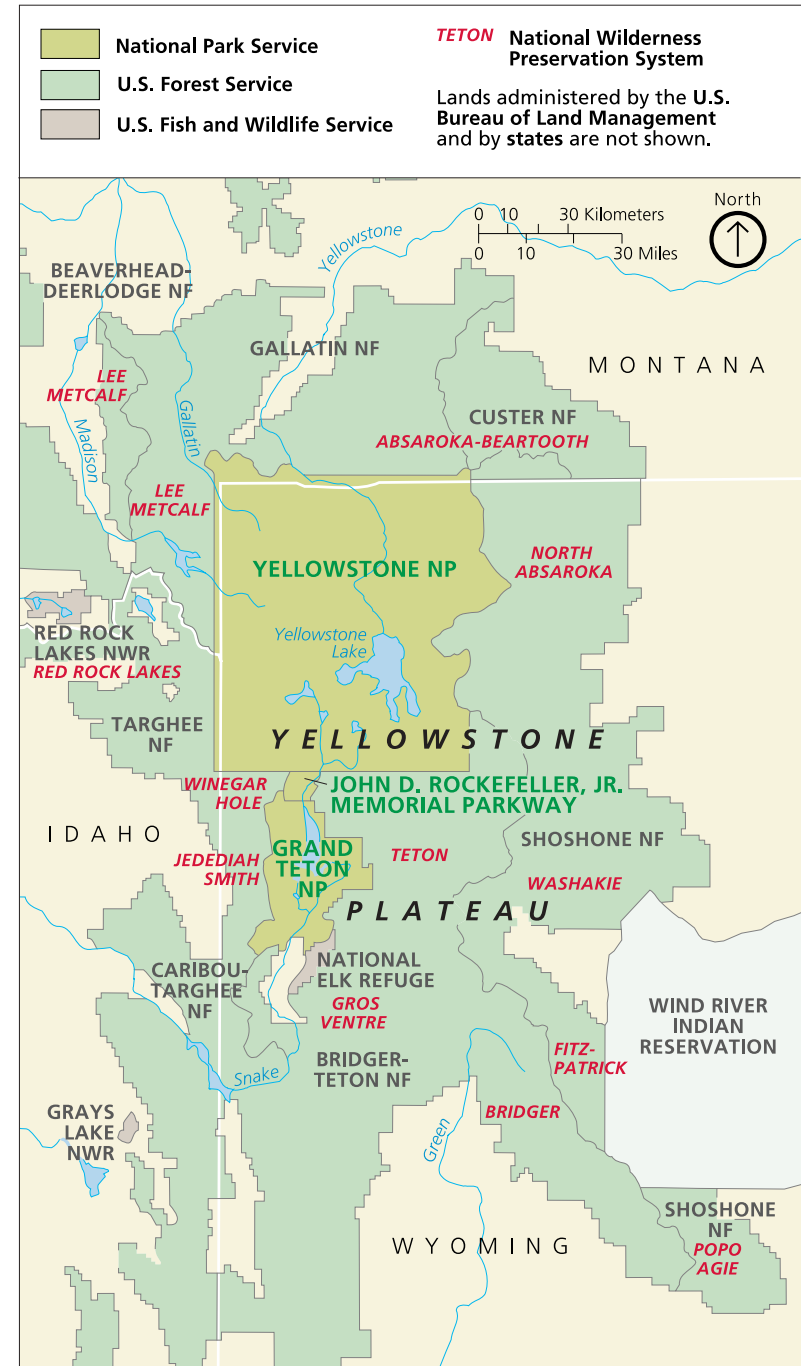 National Park Service
U.S. Forest Service
U.S. Fish and Wildlife Service
TETON National Wilderness
Preservation System
Lands administered by the U.S.
Bureau of Land Management
and by states are not shown.
0 10 30 Kilometers
0 10 30 Miles
North
Yellowstone
BEAVERHEAD-
DEERLODGE NF
GALLATIN NF
MONTANA
LEE
METCALF
Madison
Gallatin
CUSTER NF
ABSAROKA-BEARTOOTH
LEE
METCALF
YELLOWSTONE NP
NORTH
ABSAROKA
RED ROCK
LAKES NWR
RED ROCK LAKES
Yellowstone
Lake
TARGHEE
NF
YELLOWSTONE
WINEGAR
HOLE
JOHN D. ROCKEFELLER, JR.
MEMORIAL PARKWAY
IDAHO
JEDEDIAH
SMITH
GRAND
TETON
NP
TETON
SHOSHONE NF
WASHAKIE
PLATEAU
CARIBOU-
TARGHEE
NF
NATIONAL
ELK REFUGE
GROS
VENTRE
WIND RIVER
INDIAN
RESERVATION
Snake
BRIDGER-
TETON NF
FITZ-
PATRICK
BRIDGER
GRAYS
LAKE
NWR
Green
WYOMING
SHOSHONE
NF
POPO
AGIE